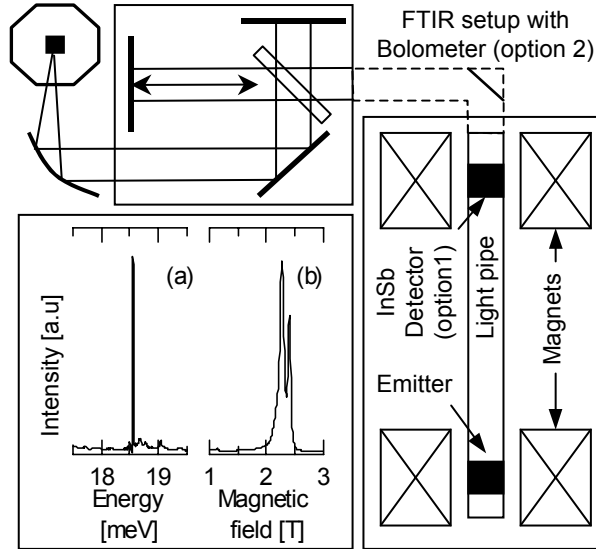 FTIR setup with
Bolometer (option 2)
InSb
Detector
(option1)
Light pipe
Magnets
Emitter
(a)
(b)
Intensity [a.u]
18 19
1 2 3
Energy
[meV]
Magnetic
field [T]